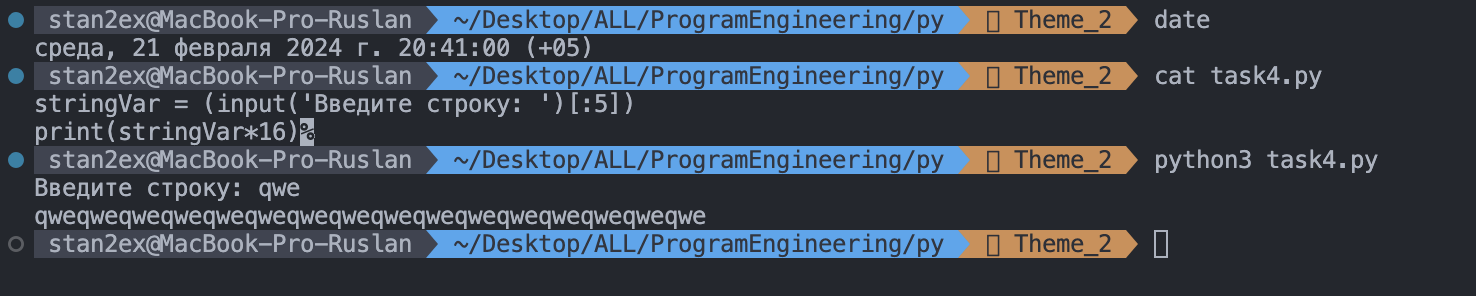 stan2ex@MacBook-Pro-Ruslan ~/Desktop/ALL/ProgramEngineering/py Theme_2 date
среда, 21 февраля 2024 г. 20:41:00 (+05)
stan2ex@MacBook-Pro-Ruslan ~/Desktop/ALL/ProgramEngineering/py Theme_2 cat task4.py
stringVar = (input('Введите строку: ')[:5])
print(stringVar*16)%
stan2ex@MacBook-Pro-Ruslan ~/Desktop/ALL/ProgramEngineering/py Theme_2 python3 task4.py
Введите строку: qwe
qweqweqweqweqweqweqweqweqweqweqweqweqweqweqweqwe
stan2ex@MacBook-Pro-Ruslan ~/Desktop/ALL/ProgramEngineering/py Theme_2